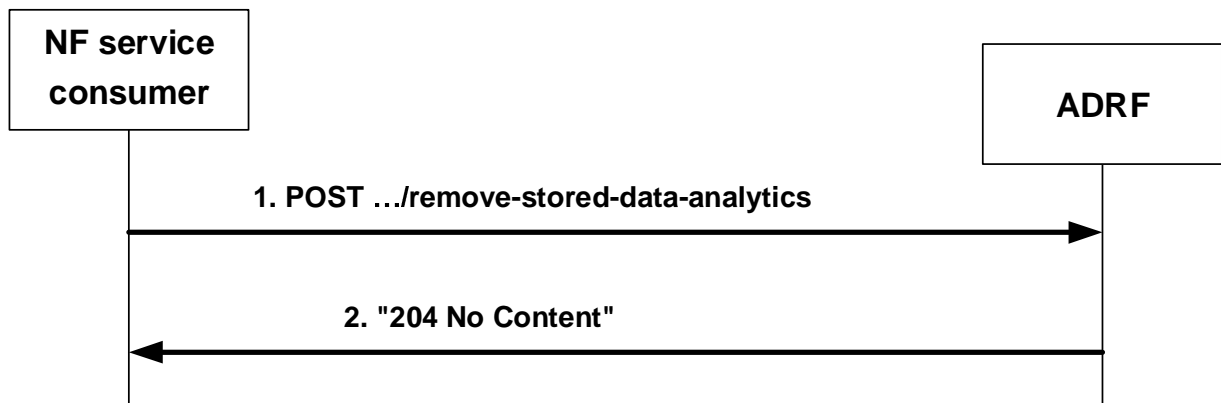 NF service
consumer
ADRF
1. POST …/remove-stored-data-analytics
2. "204 No Content"